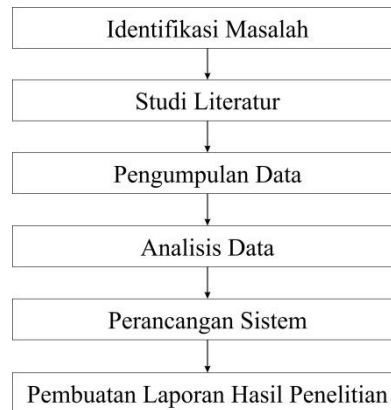 Identifikasi Masalah
Studi Literatur
Pengumpulan Data
Analisis Data
Perancangan Sistem
Pembuatan Laporan Hasil Penelitian